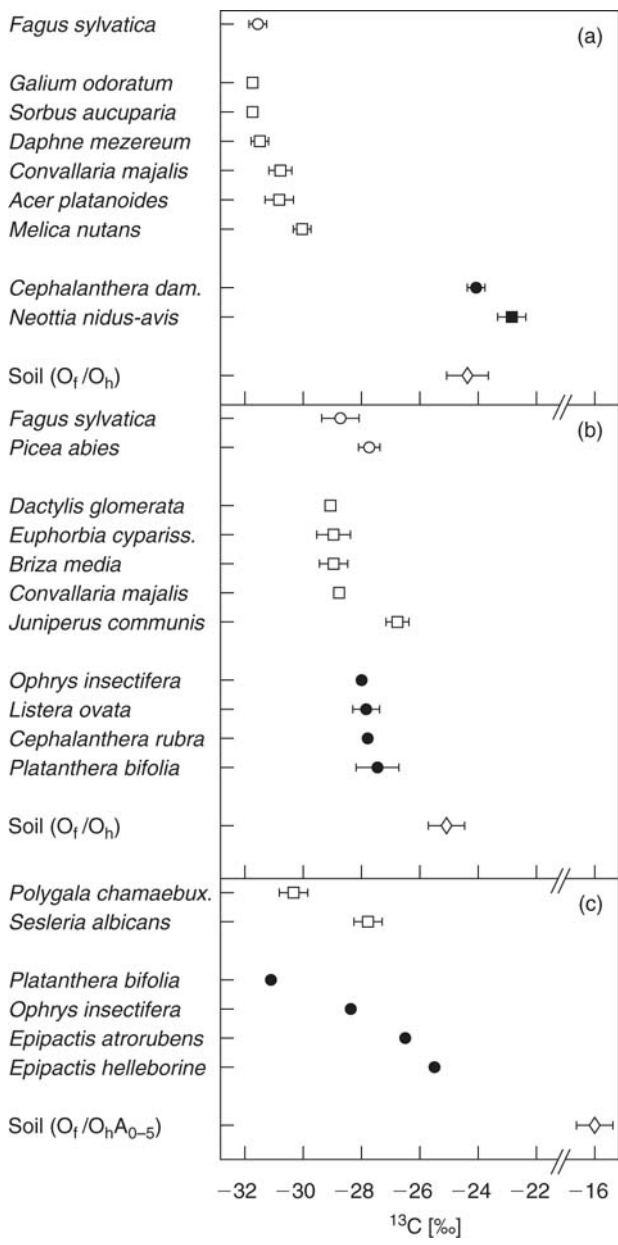 Fagus sylvatica
(a)
Galium odoratum
Sorbus aucuparia
Daphne mezereum
Convallaria majalis
Acer platanoides
Melica nutans
Cephalanthera dam.
Neottia nidus-avis
Soil (Of/Oh)
Fagus sylvatica
(b)
Picea abies
Dactylis glomerata
Euphorbia cypariss.
Briza media
Convallaria majalis
Juniperus communis
Ophrys insectifera
Listera ovata
Cephalanthera rubra
Platanthera bifolia
Soil (Of/Oh)
Polygala chamaebux.
(c)
Sesleria albicans
Platanthera bifolia
Ophrys insectifera
Epipactis atrorubens
Epipactis helleborine
Soil (Of/OhA0–5)
−32 −30 −28 −26 −24 −22 −16
13C [‰]